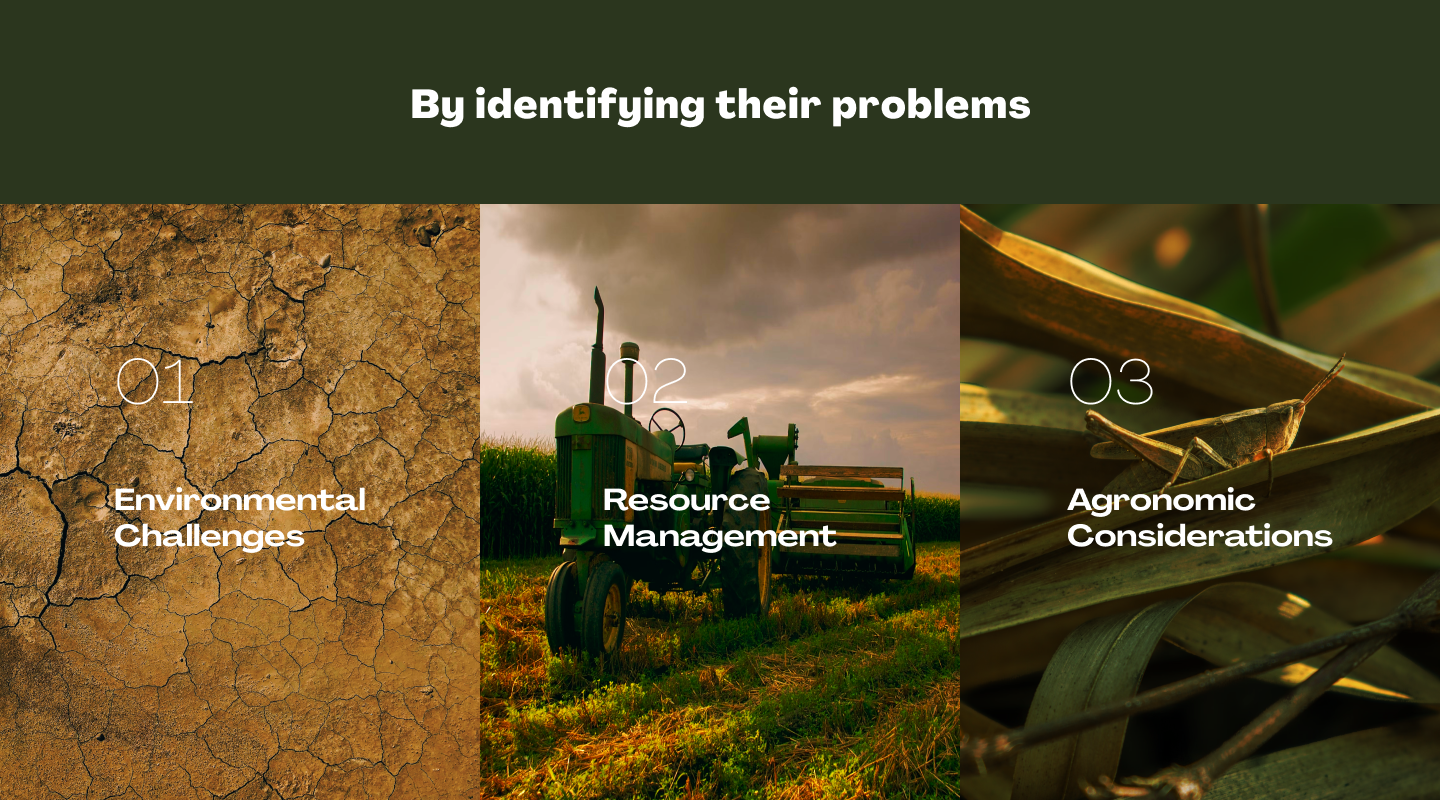 By identifying their problems
01
Environmental
Challenges
02
Resource
Management
03
Agronomic
Considerations